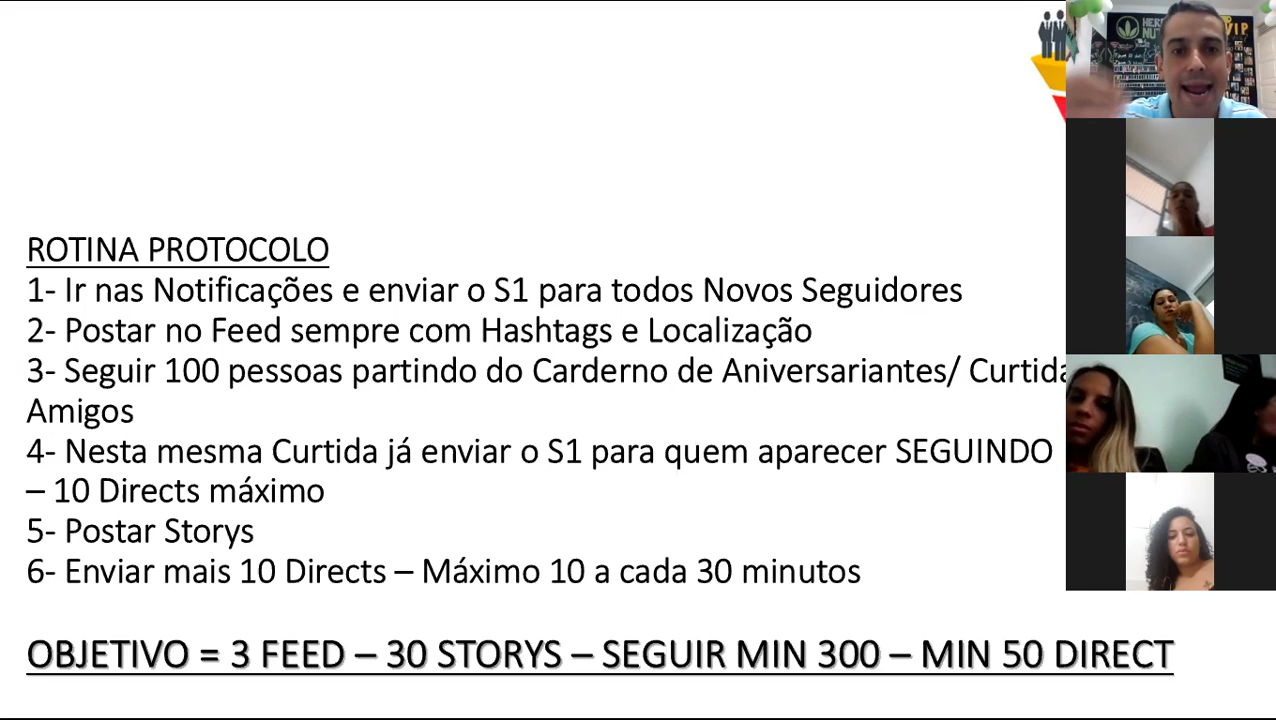 ROTINA PROTOCOLO
1- Ir nas Notificações e enviar o S1 para todos Novos Seguidores
2- Postar no Feed sempre com Hashtags e Localização
3- Seguir 100 pessoas partindo do Carderno de Aniversariantes/ Curtida
Amigos
4- Nesta mesma Curtida já enviar o S1 para quem aparecer SEGUINDO
– 10 Directs máximo
5- Postar Storys
6- Enviar mais 10 Directs – Máximo 10 a cada 30 minutos
OBJETIVO = 3 FEED – 30 STORYS – SEGUIR MIN 300 – MIN 50 DIRECT
VIP